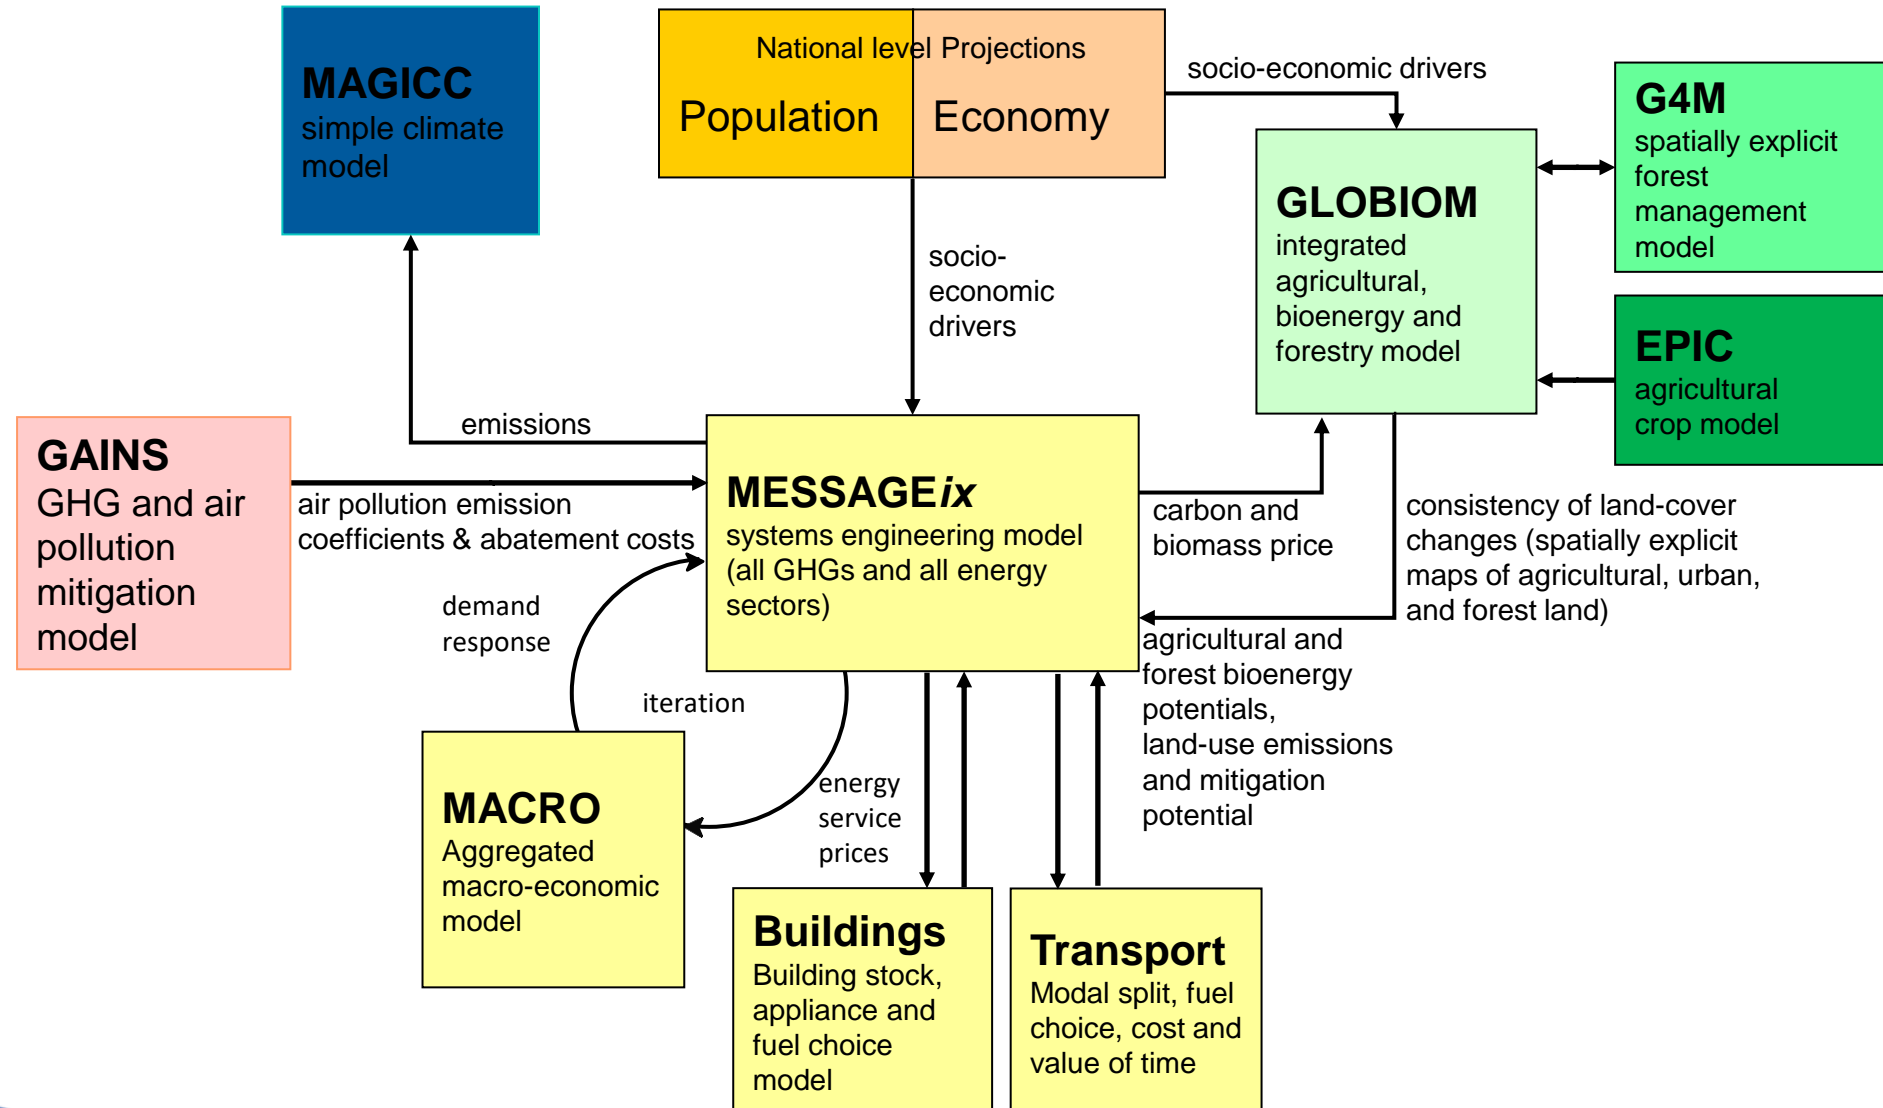 MAGICC
simple climate
model
National level Projections
Population
Economy
socio-economic drivers
G4M
spatially explicit
forest
management
model
GLOBIOM
integrated
agricultural,
bioenergy and
forestry model
EPIC
agricultural
crop model
socio-
economic
drivers
emissions
GAINS
GHG and air
pollution
mitigation
model
air pollution emission
coefficients & abatement costs
MESSAGEix
systems engineering model
(all GHGs and all energy
sectors)
carbon and
biomass price
consistency of land-cover
changes (spatially explicit
maps of agricultural, urban,
and forest land)
demand
response
iteration
agricultural and
forest bioenergy
potentials,
land-use emissions
and mitigation
potential
MACRO
Aggregated
macro-economic
model
energy
service
prices
Buildings
Building stock,
appliance and
fuel choice
model
Transport
Modal split, fuel
choice, cost and
value of time